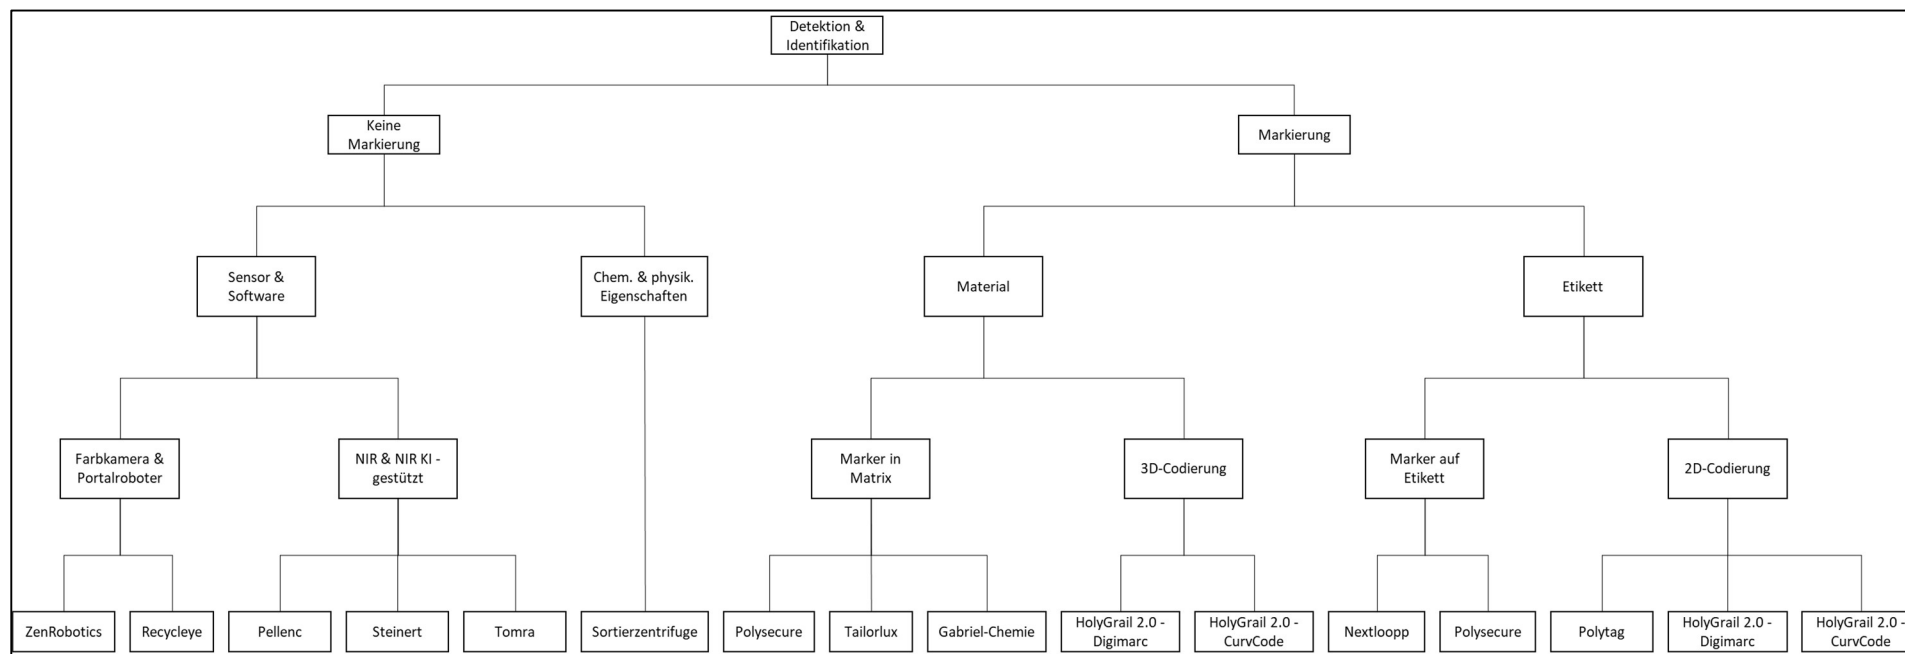 Detektion &
Identifikation
Keine
Markierung
Markierung
Sensor &
Software
Chem. & physik.
Eigenschaften
Material
Etikett
Farbkamera &
Portalroboter
NIR & NIR KI -
gestützt
Marker in
Matrix
3D-Codierung
Marker auf
Etikett
2D-Codierung
ZenRobotics
Recycleye
Pellenc
Steinert
Tomra
Sortierzentrifuge
Polysecure
Tailorlux
Gabriel-Chemie
HolyGrail 2.0 -
Digimarc
HolyGrail 2.0 -
CurvCode
Nextloopp
Polysecure
Polytag
HolyGrail 2.0 -
Digimarc
HolyGrail 2.0 -
CurvCode